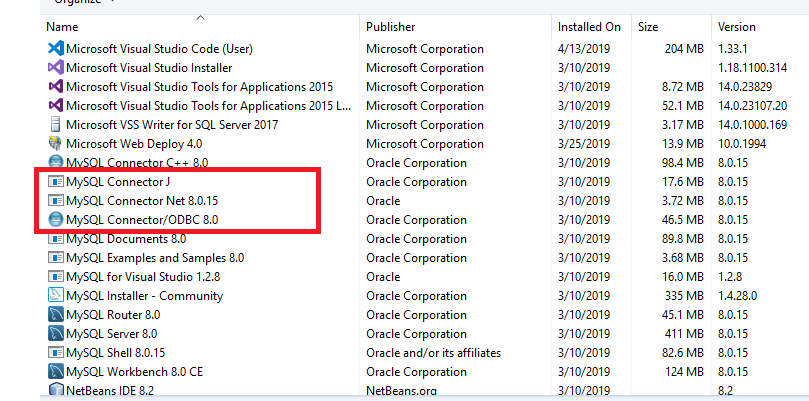 Organize
Name Publisher Installed On Size Version
Microsoft Visual Studio Code (User) Microsoft Corporation 4/13/2019 204 MB 1.33.1
Microsoft Visual Studio Installer Microsoft Corporation 3/10/2019 1.18.1100.314
Microsoft Visual Studio Tools for Applications 2015 Microsoft Corporation 3/10/2019 8.72 MB 14.0.23829
Microsoft Visual Studio Tools for Applications 2015 L... Microsoft Corporation 3/10/2019 52.1 MB 14.0.23107.20
Microsoft VSS Writer for SQL Server 2017 Microsoft Corporation 3/10/2019 3.17 MB 14.0.1000.169
Microsoft Web Deploy 4.0 Microsoft Corporation 3/25/2019 13.9 MB 10.0.1994
MySQL Connector C++ 8.0 Oracle Corporation 3/10/2019 98.4 MB 8.0.15
MySQL Connector J Oracle Corporation 3/10/2019 17.6 MB 8.0.15
MySQL Connector Net 8.0.15 Oracle 3/10/2019 3.72 MB 8.0.15
MySQL Connector/ODBC 8.0 Oracle Corporation 3/10/2019 46.5 MB 8.0.15
MySQL Documents 8.0 Oracle Corporation 3/10/2019 89.8 MB 8.0.15
MySQL Examples and Samples 8.0 Oracle Corporation 3/10/2019 3.68 MB 8.0.15
MySQL for Visual Studio 1.2.8 Oracle 3/10/2019 16.0 MB 1.2.8
MySQL Installer - Community Oracle Corporation 3/10/2019 335 MB 1.4.28.0
MySQL Router 8.0 Oracle Corporation 3/10/2019 45.1 MB 8.0.15
MySQL Server 8.0 Oracle Corporation 3/10/2019 411 MB 8.0.15
MySQL Shell 8.0.15 Oracle and/or its affiliates 3/10/2019 82.6 MB 8.0.15
MySQL Workbench 8.0 CE Oracle Corporation 3/10/2019 124 MB 8.0.15
NetBeans IDE 8.2 NetBeans.org 3/10/2019 8.2